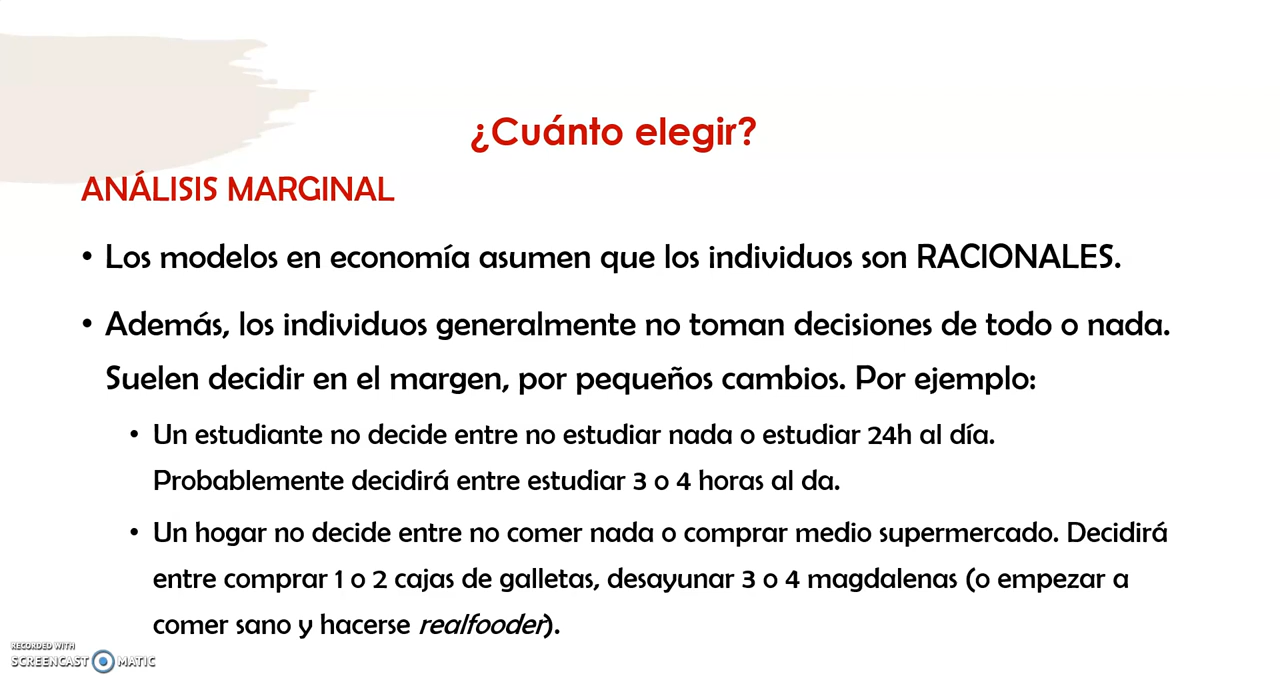 ¿Cuánto elegir?
ANÁLISIS MARGINAL
• Los modelos en economía asumen que los individuos son RACIONALES.
• Además, los individuos generalmente no toman decisiones de todo o nada.
Suelen decidir en el margen, por pequeños cambios. Por ejemplo:
• Un estudiante no decide entre no estudiar nada o estudiar 24h al día.
Probablemente decidirá entre estudiar 3 o 4 horas al da.
• Un hogar no decide entre no comer nada o comprar medio supermercado. Decidirá
entre comprar 1 o 2 cajas de galletas, desayunar 3 o 4 magdalenas (o empezar a
comer sano y hacerse realfooder).
RECORDED WITH
SCREENCAST MATIC